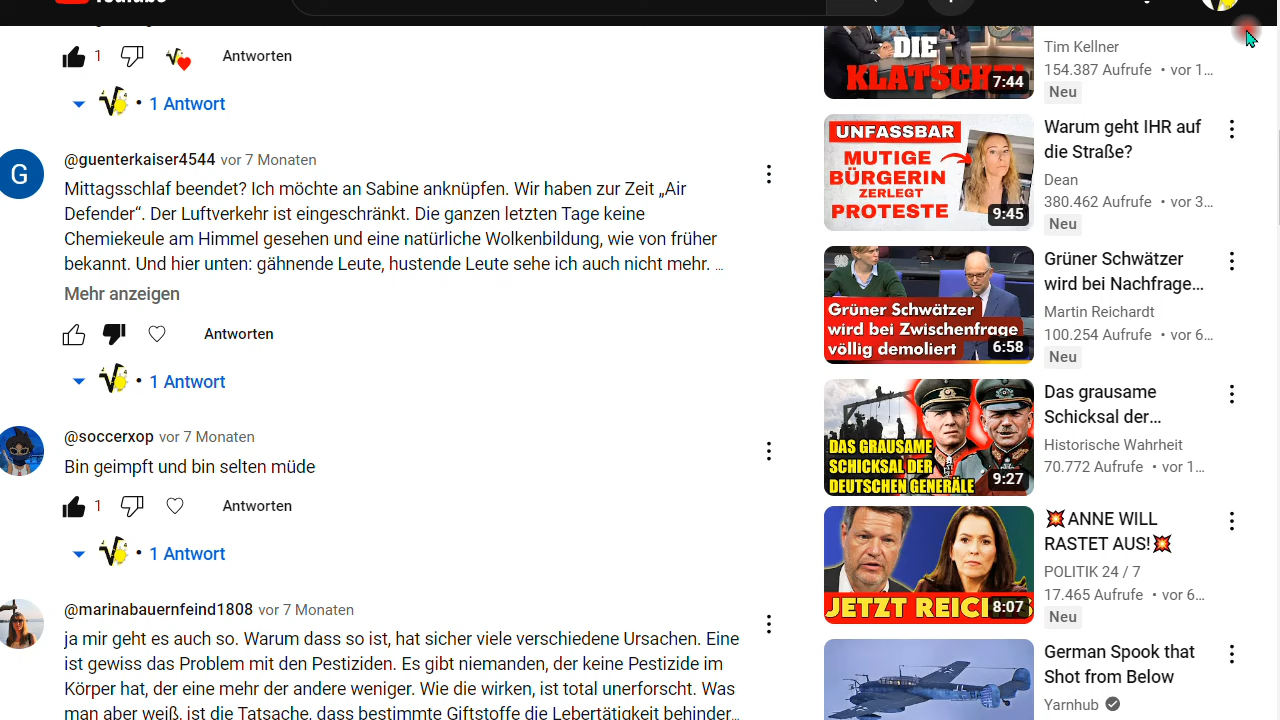 1
Antworten
1 Antwort
@guenterkaiser4544 vor 7 Monaten
Mittagsschlaf beendet? Ich möchte an Sabine anknüpfen. Wir haben zur Zeit „Air
Defender“. Der Luftverkehr ist eingeschränkt. Die ganzen letzten Tage keine
Chemiekeule am Himmel gesehen und eine natürliche Wolkenbildung, wie von früher
bekannt. Und hier unten: gähnende Leute, hustende Leute sehe ich auch nicht mehr. …
Mehr anzeigen
Antworten
1 Antwort
@soccerxop vor 7 Monaten
Bin geimpft und bin selten müde
1
Antworten
1 Antwort
@marinabauernfeind1808 vor 7 Monaten
ja mir geht es auch so. Warum dass so ist, hat sicher viele verschiedene Ursachen. Eine
ist gewiss das Problem mit den Pestiziden. Es gibt niemanden, der keine Pestizide im
Körper hat, der eine mehr der andere weniger. Wie die wirken, ist total unerforscht. Was
man aber weiß, ist die Tatsache, dass bestimmte Giftstoffe die Lebertätigkeit behinder…
DIE
7:44
Tim Kellner
154.387 Aufrufe • vor 1…
Neu
UNFASSBAR
MUTIGE
BÜRGERIN
ZERLEGT
PROTESTE
9:45
Warum geht IHR auf
die Straße?
Dean
380.462 Aufrufe • vor 3…
Neu
Grüner Schwätzer
wird bei Zwischenfrage
völlig demoliert
6:58
Grüner Schwätzer
wird bei Nachfrage…
Martin Reichardt
100.254 Aufrufe • vor 6…
Neu
DAS GRAUSAME
SCHICKSAL DER
DEUTSCHEN GENERÄLE
9:27
Das grausame
Schicksal der…
Historische Wahrheit
70.772 Aufrufe • vor 1…
JETZT
8:07
💥ANNE WILL
RASTET AUS!💥
POLITIK 24 / 7
17.465 Aufrufe • vor 6…
Neu
German Spook that
Shot from Below
Yarnhub